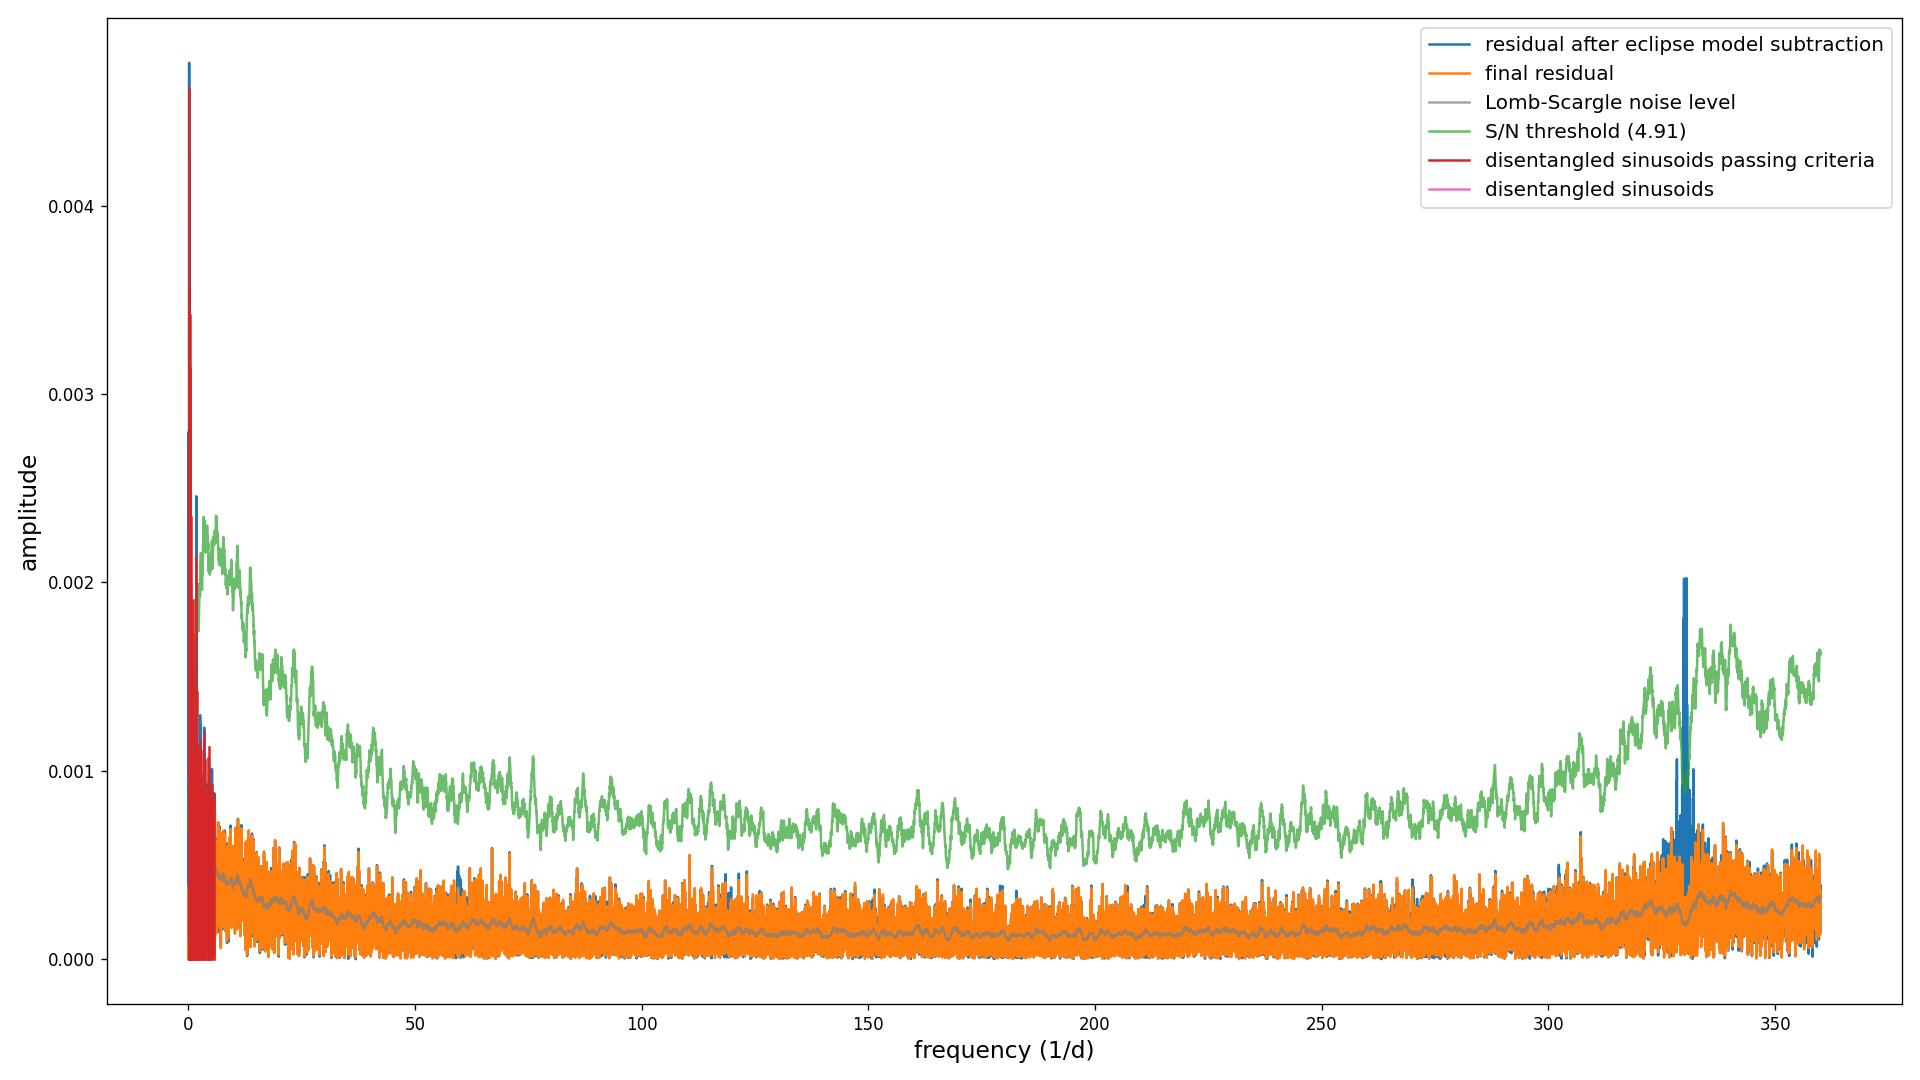 residual after eclipse model subtraction
final residual
Lomb-Scargle noise level
S/N threshold (4.91)
disentangled sinusoids passing criteria
disentangled sinusoids
0.004
0.003
0.002
0.001
0.000
amplitude
0 50 100 150 200 250 300 350
frequency (1/d)